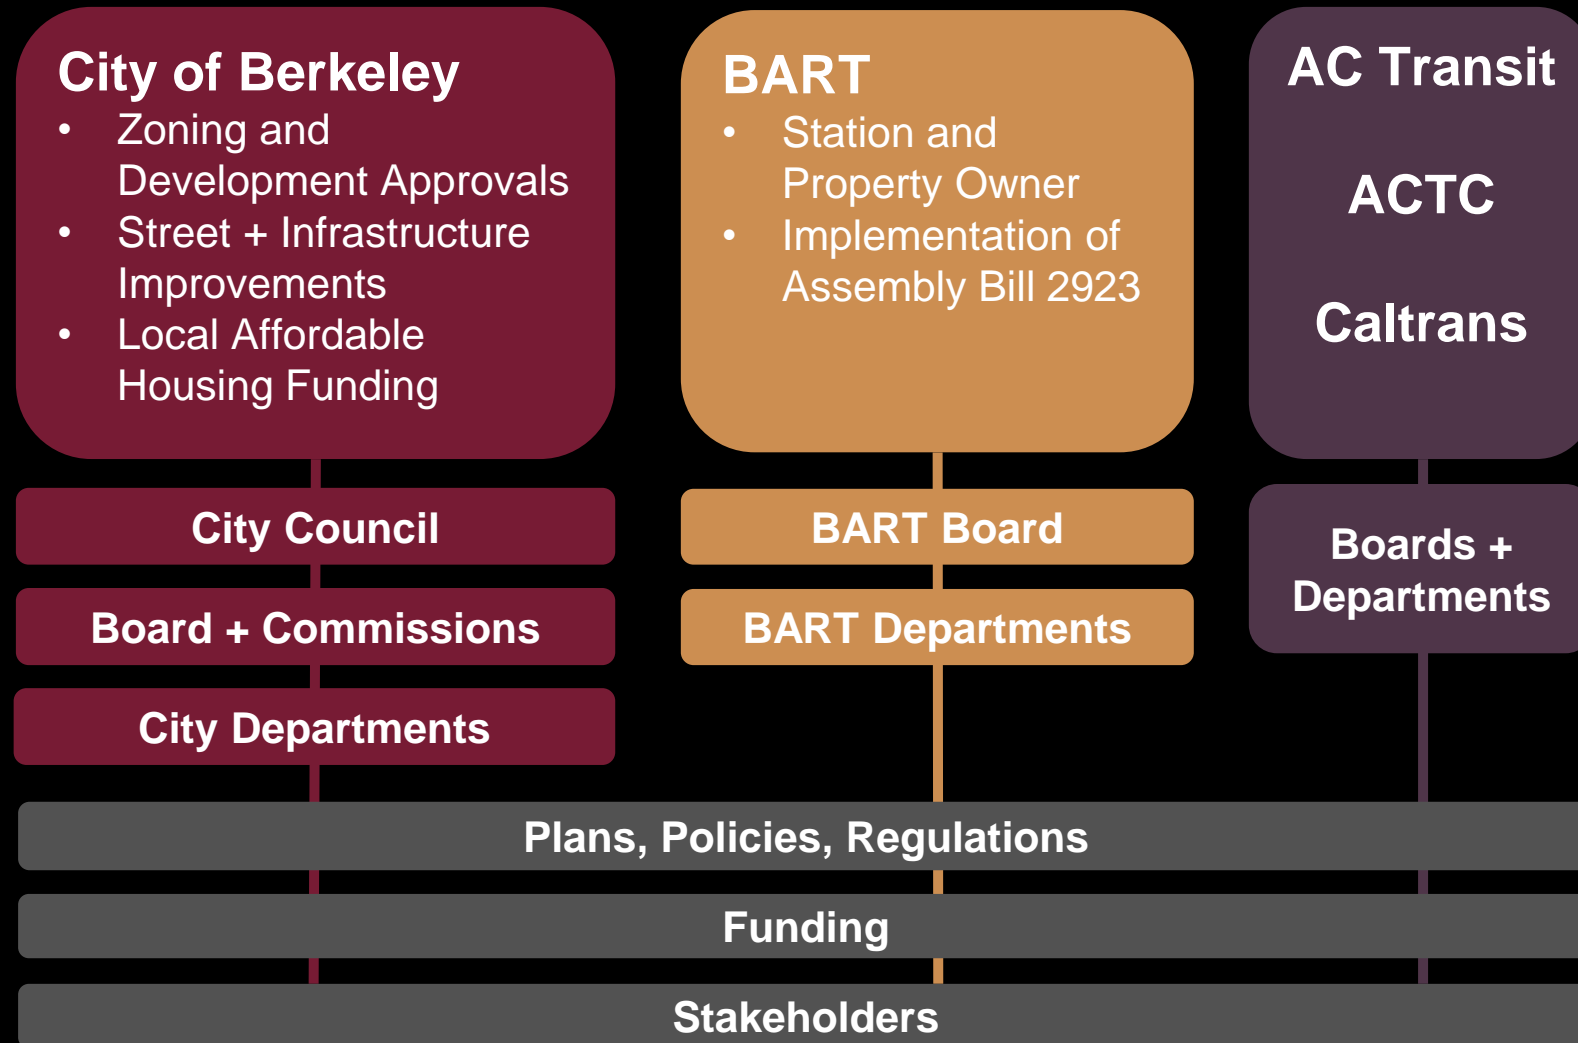 City of Berkeley
• Zoning and
Development Approvals
• Street + Infrastructure
Improvements
• Local Affordable
Housing Funding
BART
• Station and
Property Owner
• Implementation of
Assembly Bill 2923
AC Transit
ACTC
Caltrans
City Council
Board + Commissions
City Departments
BART Board
BART Departments
Boards +
Departments
Plans, Policies, Regulations
Funding
Stakeholders